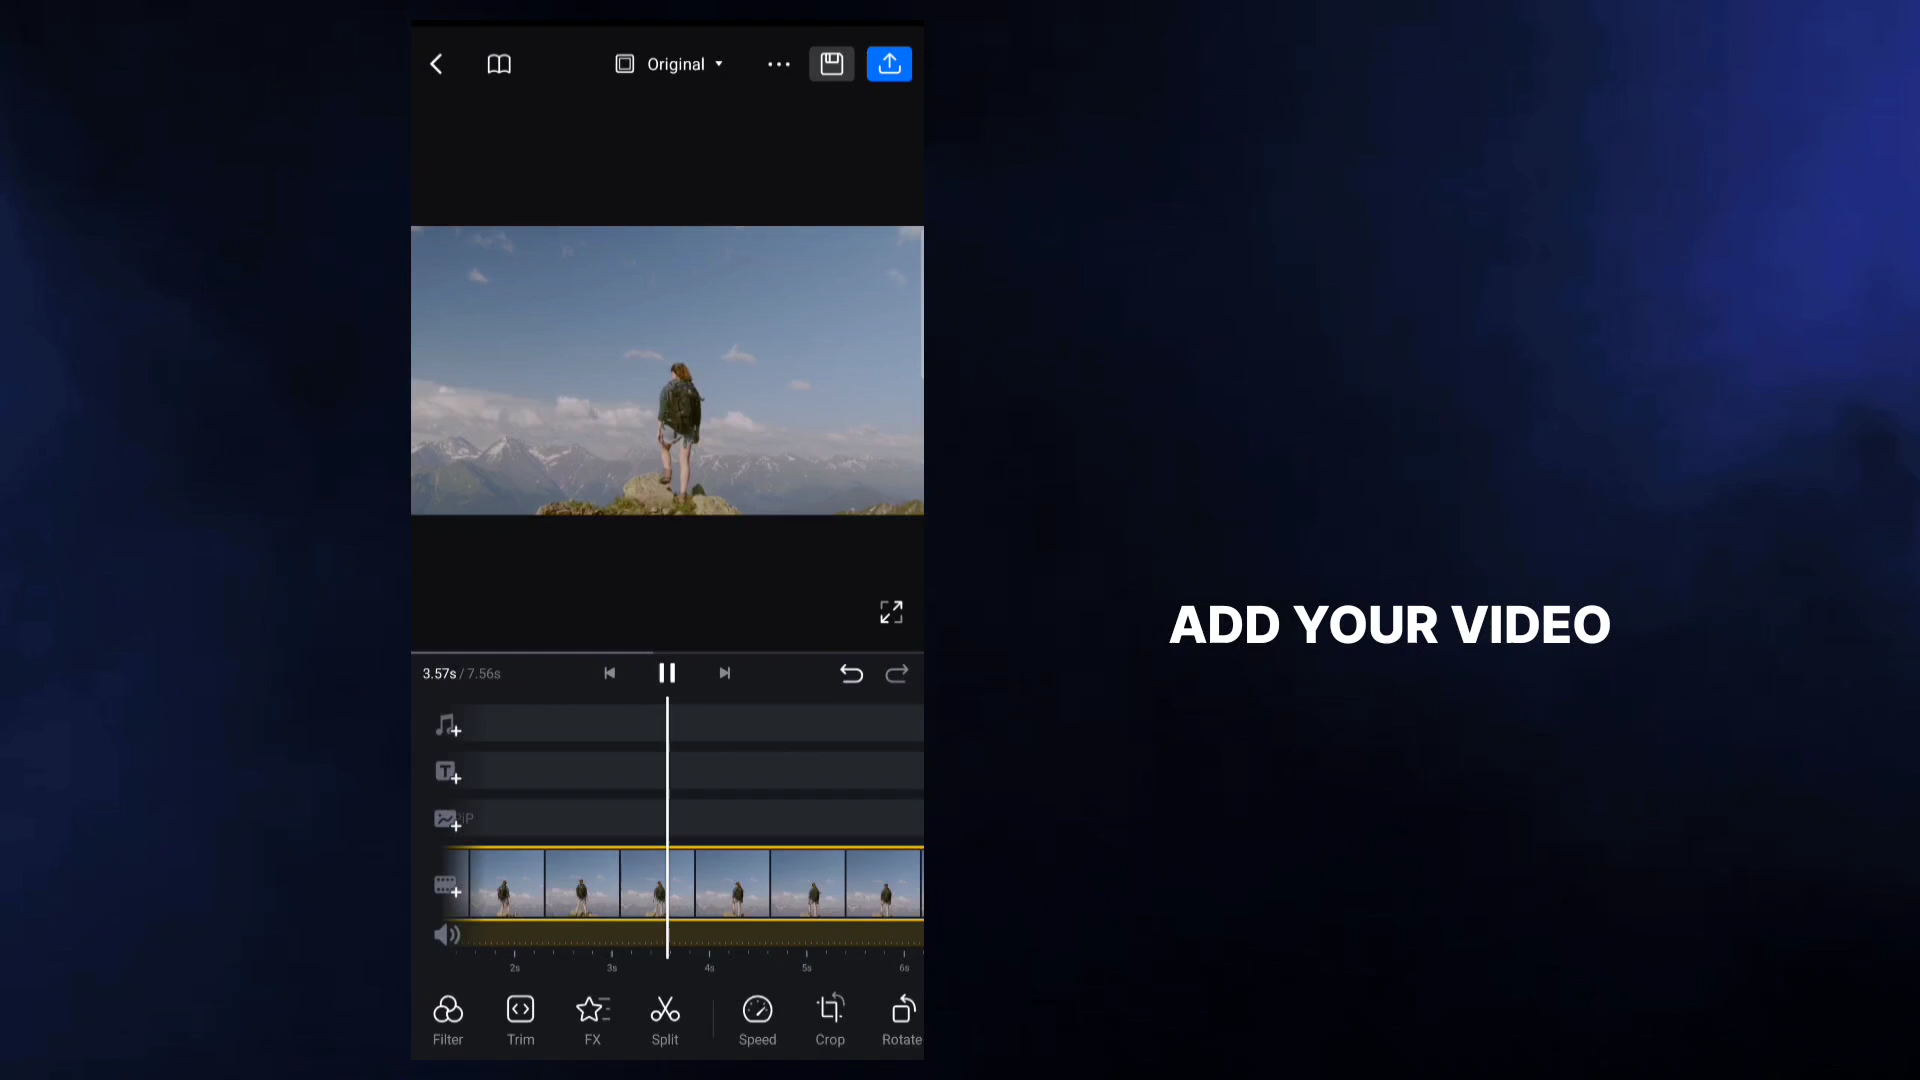 Original
ADD YOUR VIDEO
3.57s / 7.56s
T
PiP
2s 3s 4s 5s 6s
Filter Trim FX Split Speed Crop Rotate